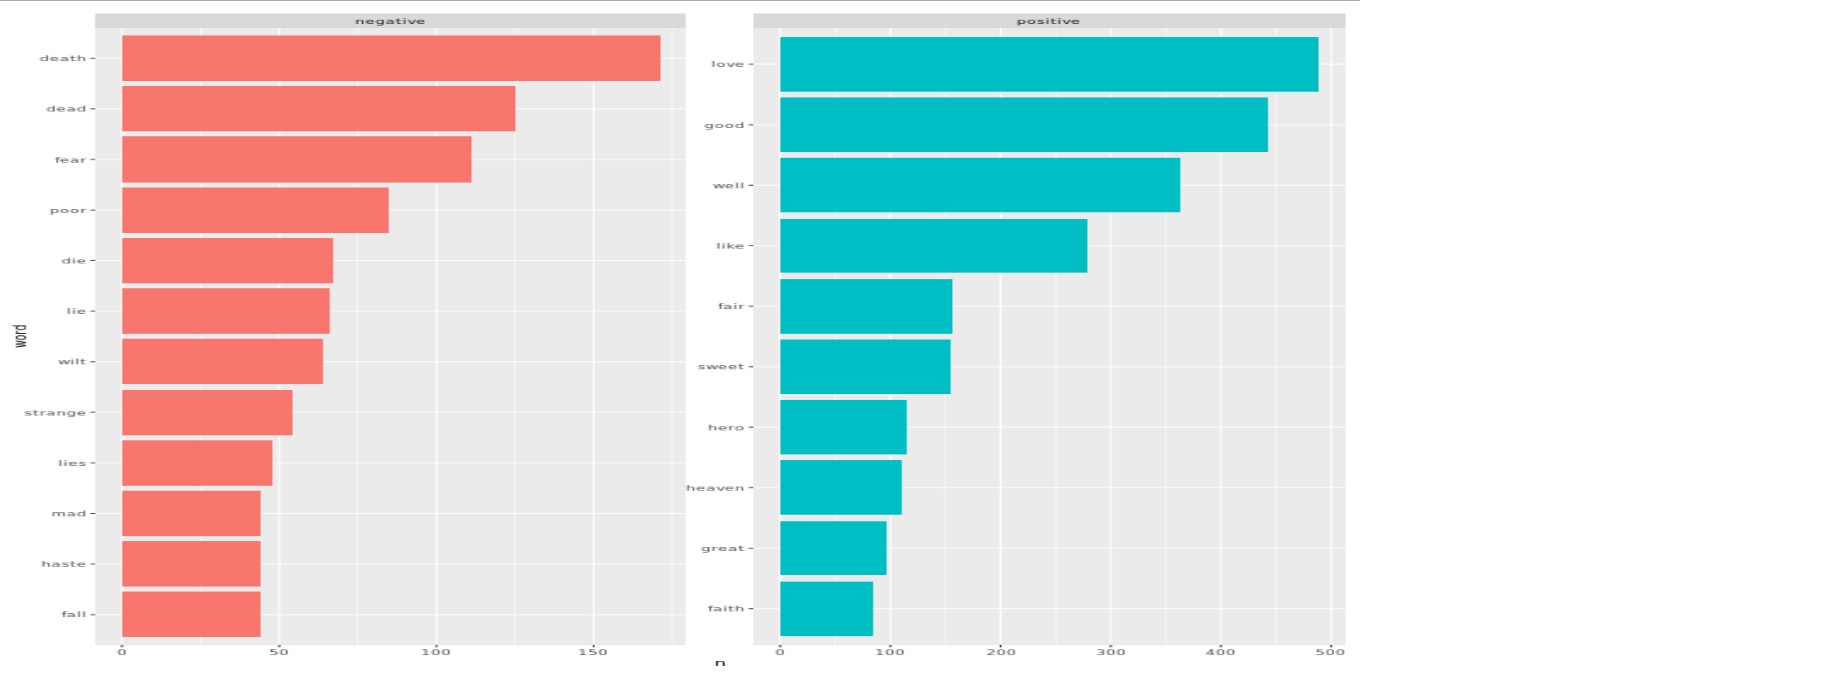 negative
death
dead
fear
poor
die
lie
wilt
strange
lies
mad
haste
fall
0 50 100 150
positive
love
good
well
like
fair
sweet
hero
heaven
great
faith
0 100 200 300 400 500
word
n